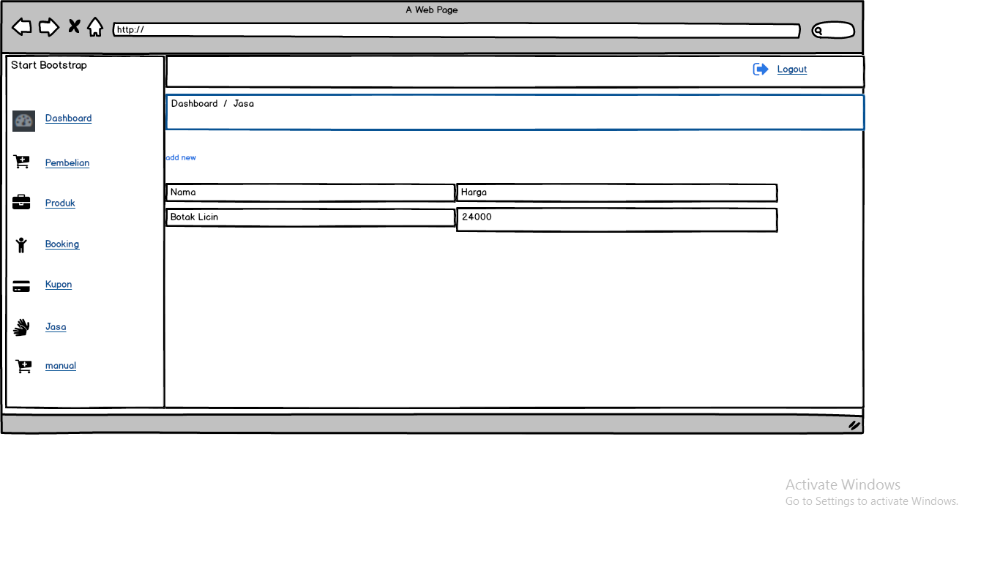 A Web Page
http://
Start Bootstrap
Logout
Dashboard / Jasa
Dashboard
Pembelian
Produk
Booking
Kupon
Jasa
manual
add new
Nama
Harga
Botak Licin
24000
Activate Windows
Go to Settings to activate Windows.